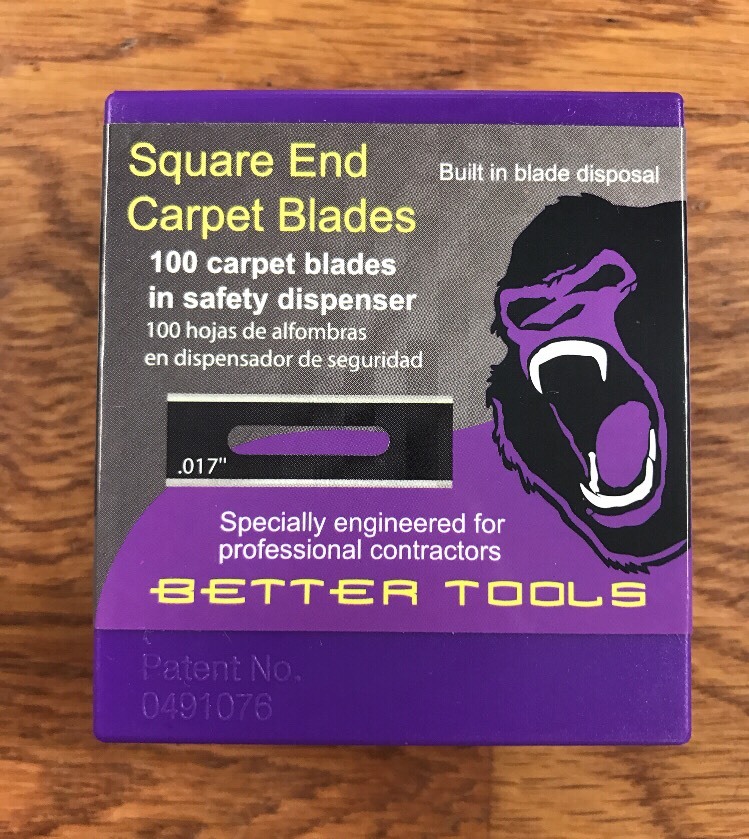 Square End
Carpet Blades
Built in blade disposal
100 carpet blades
in safety dispenser
100 hojas de alfombras
en dispensador de seguridad
.017"
Specially engineered for
professional contractors
BETTER TOOLS
Patent No.
0491076